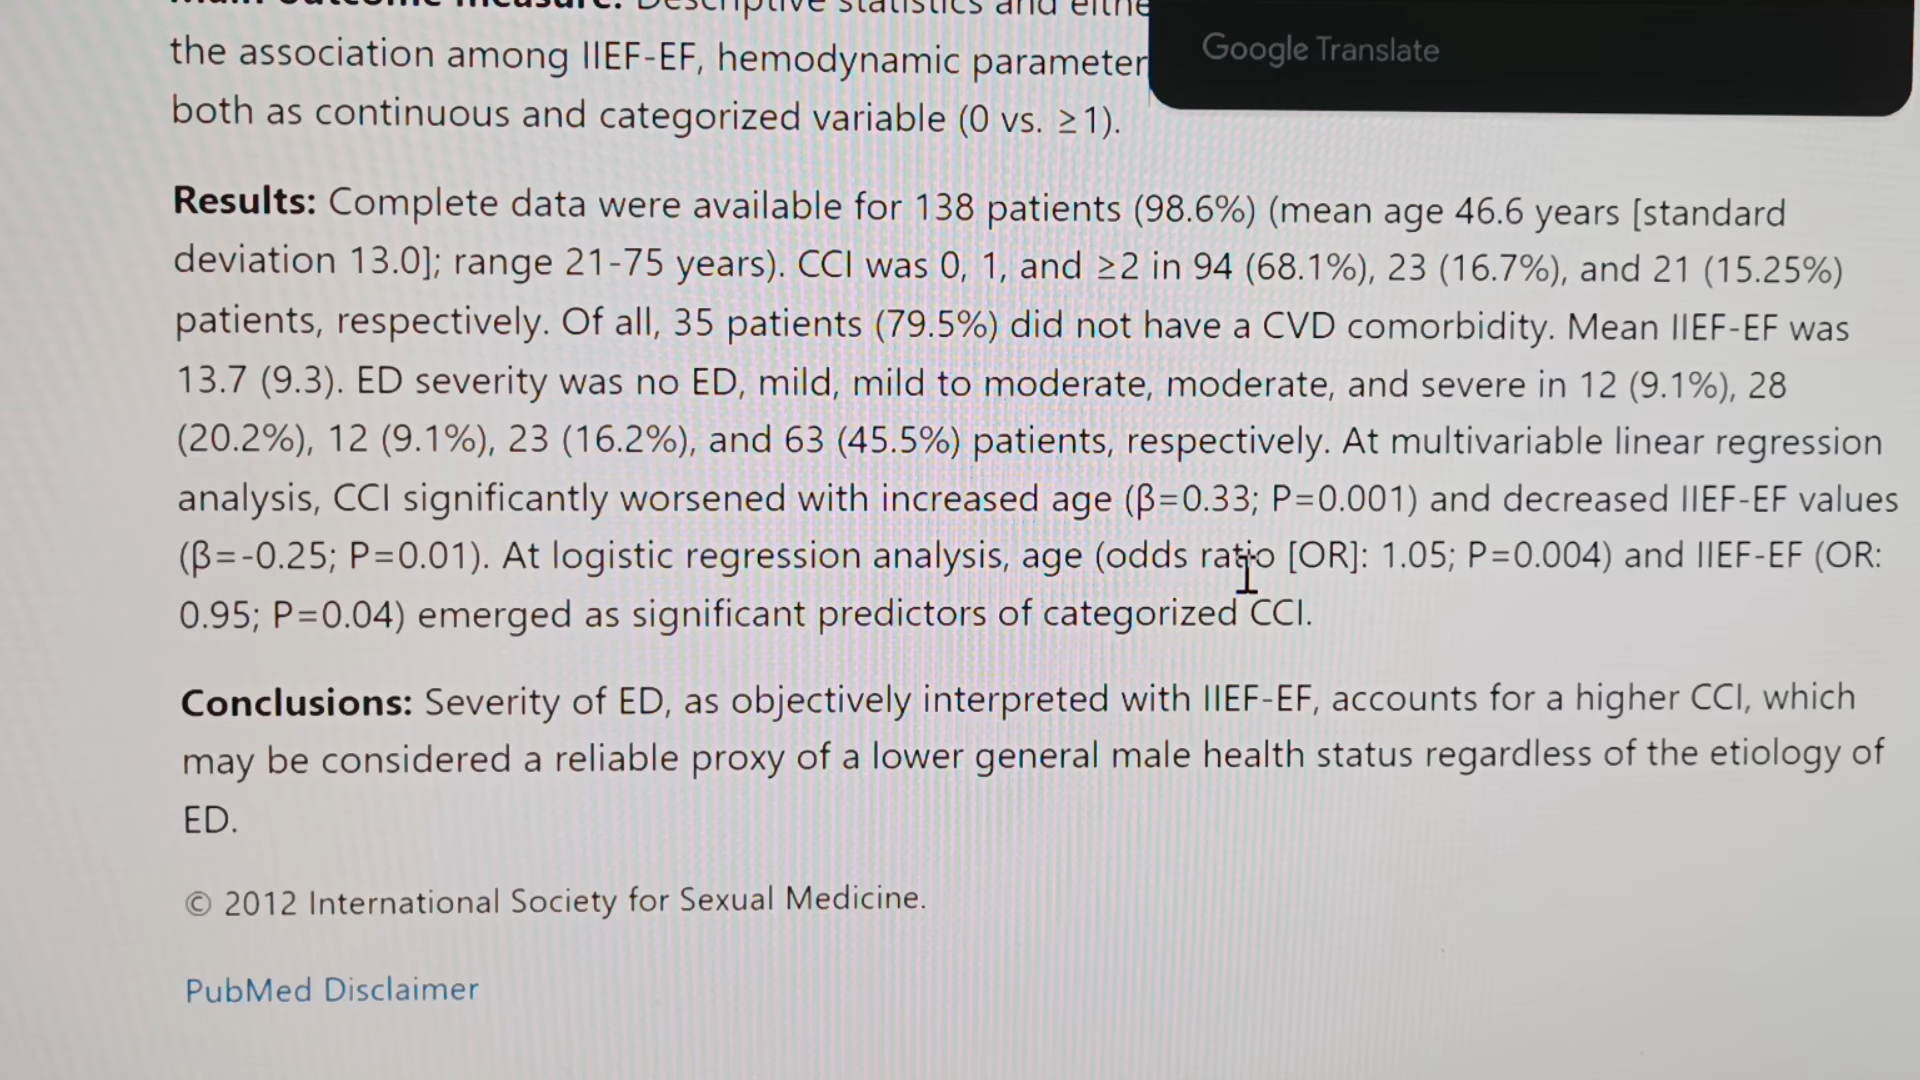 Main outcome measure: Descriptive statistics and eithe
Google Translate
the association among IIEF-EF, hemodynamic parameter
both as continuous and categorized variable (0 vs. ≥1).
Results: Complete data were available for 138 patients (98.6%) (mean age 46.6 years [standard
deviation 13.0]; range 21-75 years). CCI was 0, 1, and ≥2 in 94 (68.1%), 23 (16.7%), and 21 (15.25%)
patients, respectively. Of all, 35 patients (79.5%) did not have a CVD comorbidity. Mean IIEF-EF was
13.7 (9.3). ED severity was no ED, mild, mild to moderate, moderate, and severe in 12 (9.1%), 28
(20.2%), 12 (9.1%), 23 (16.2%), and 63 (45.5%) patients, respectively. At multivariable linear regression
analysis, CCI significantly worsened with increased age (β=0.33; P=0.001) and decreased IIEF-EF values
(β=-0.25; P=0.01). At logistic regression analysis, age (odds ratio [OR]: 1.05; P=0.004) and IIEF-EF (OR:
0.95; P=0.04) emerged as significant predictors of categorized CCI.
Conclusions: Severity of ED, as objectively interpreted with IIEF-EF, accounts for a higher CCI, which
may be considered a reliable proxy of a lower general male health status regardless of the etiology of
ED.
© 2012 International Society for Sexual Medicine.
PubMed Disclaimer